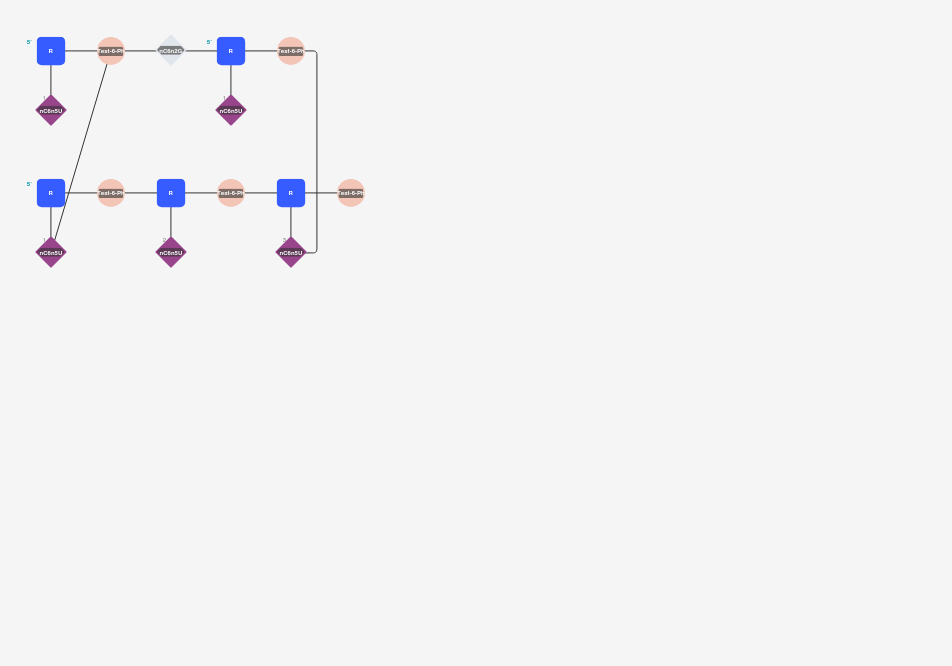 5' R Test-6-Ph nC6n2G 5' R Test-6-Ph
nC6n5U nC6n5U
5' R Test-6-Ph R Test-6-Ph R Test-6-Ph
nC6n5U nC6n5U nC6n5U